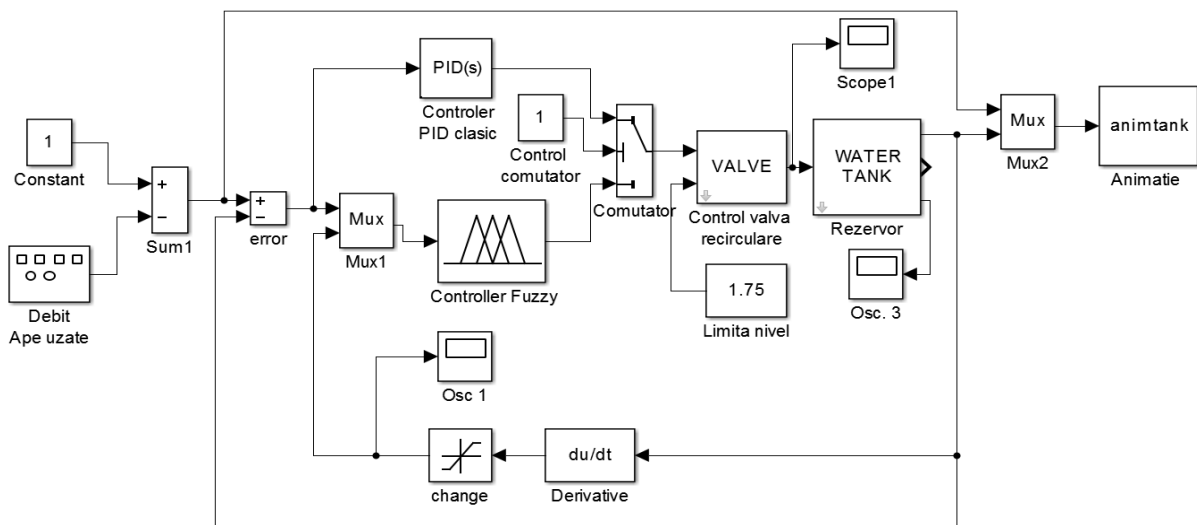 PID(s)
Controler
PID clasic
Scope1
1
Constant
1
Control
comutator
Comutator
VALVE
Control valva
recirculare
WATER
TANK
Rezervor
Mux
Mux2
animtank
Animatie
+
−
Sum1
+
−
error
Mux
Mux1
Controller Fuzzy
1.75
Limita nivel
Osc. 3
Debit
Ape uzate
Osc 1
change
du/dt
Derivative